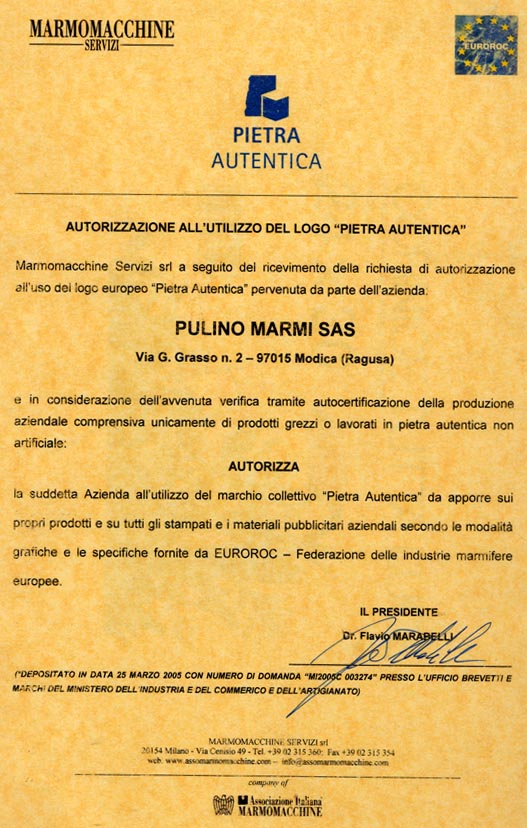 MARMOMACCHINE
SERVIZI
EUROROC
PIETRA
AUTENTICA
AUTORIZZAZIONE ALL'UTILIZZO DEL LOGO “PIETRA AUTENTICA”
Marmomacchine Servizi srl a seguito del ricevimento della richiesta di autorizzazione
all'uso del logo europeo “Pietra Autentica” pervenuta da parte dell'azienda:
PULINO MARMI SAS
Via G. Grasso n. 2 – 97015 Modica (Ragusa)
e in considerazione dell'avvenuta verifica tramite autocertificazione della produzione
aziendale comprensiva unicamente di prodotti grezzi o lavorati in pietra autentica non
artificiale:
AUTORIZZA
la suddetta Azienda all'utilizzo del marchio collettivo “Pietra Autentica” da apporre sui
propri prodotti e su tutti gli stampati e i materiali pubblicitari aziendali secondo le modalità
grafiche e le specifiche fornite da EUROROC – Federazione delle industrie marmifere
europee.
IL PRESIDENTE
Dr. Flavio MARABELLI
("DEPOSITATO IN DATA 25 MARZO 2005 CON NUMERO DI DOMANDA “MI2005C 003274” PRESSO L'UFFICIO BREVETTI E
MARCHI DEL MINISTERO DELL'INDUSTRIA E DEL COMMERICO E DELL'ARTIGIANATO)
MARMOMACCHINE SERVIZI srl
20154 Milano - Via Cenisio 49 - Tel. +39 02 315 360; Fax +39 02 315 354
web: www.assomarmomacchine.com – info@assomarmomacchine.com
company of
Associazione Italiana
MARMOMACCHINE